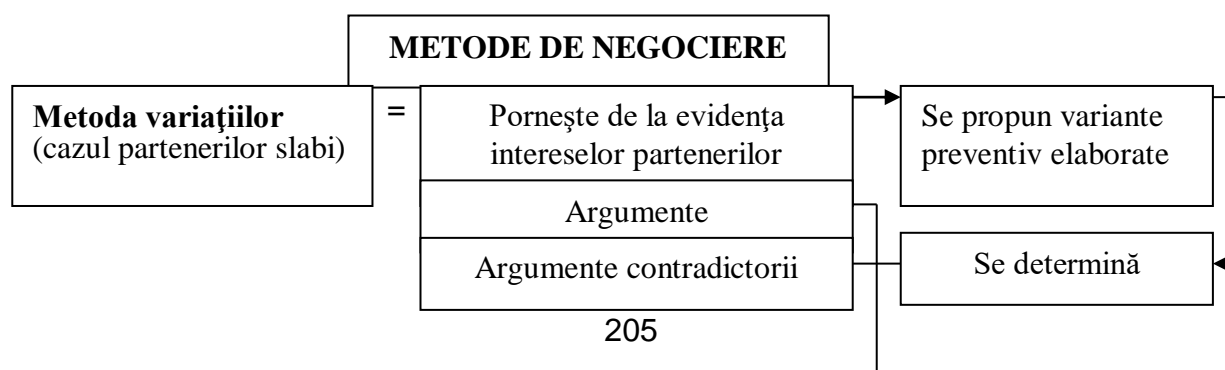 METODE DE NEGOCIERE
Metoda variaţiilor
(cazul partenerilor slabi)
=
Porneşte de la evidenţa
intereselor partenerilor
Se propun variante
preventiv elaborate
Argumente
Argumente contradictorii
Se determină
205